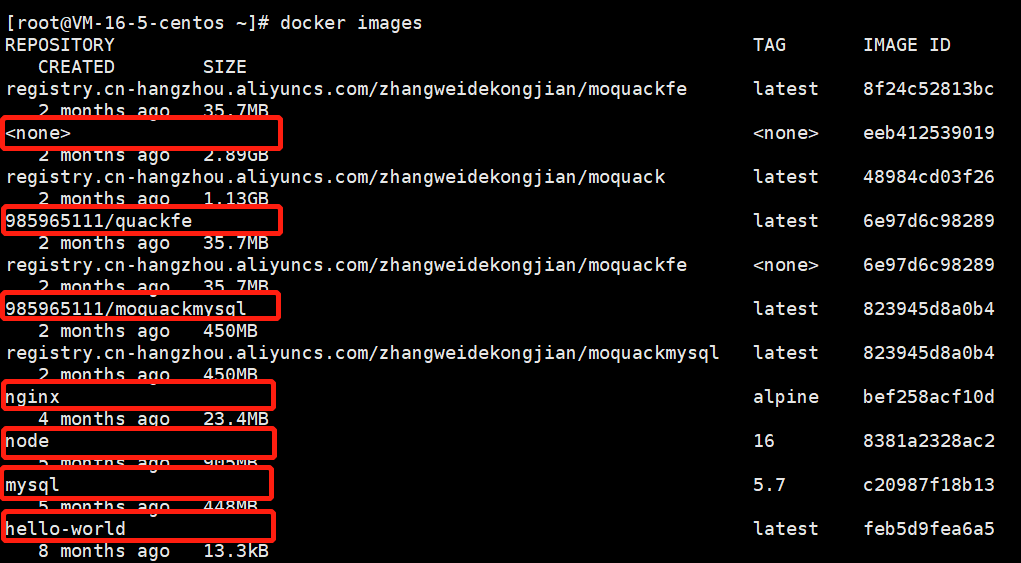 [root@VM-16-5-centos ~]# docker images
REPOSITORY TAG IMAGE ID
CREATED SIZE
registry.cn-hangzhou.aliyuncs.com/zhangweidekongjian/moquackfe latest 8f24c52813bc
2 months ago 35.7MB
<none> <none> eeb412539019
2 months ago 2.89GB
registry.cn-hangzhou.aliyuncs.com/zhangweidekongjian/moquack latest 48984cd03f26
2 months ago 1.13GB
985965111/quackfe latest 6e97d6c98289
2 months ago 35.7MB
registry.cn-hangzhou.aliyuncs.com/zhangweidekongjian/moquackfe <none> 6e97d6c98289
2 months ago 35.7MB
985965111/moquackmysql latest 823945d8a0b4
2 months ago 450MB
registry.cn-hangzhou.aliyuncs.com/zhangweidekongjian/moquackmysql latest 823945d8a0b4
2 months ago 450MB
nginx alpine bef258acf10d
4 months ago 23.4MB
node 16 8381a2328ac2
5 months ago 905MB
mysql 5.7 c20987f18b13
5 months ago 448MB
hello-world latest feb5d9fea6a5
8 months ago 13.3kB